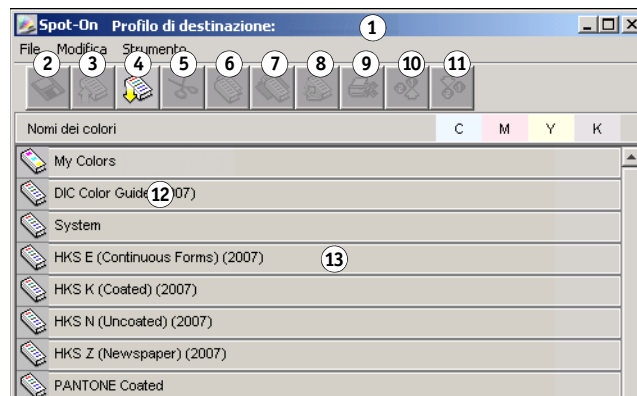 Spot-On Profilo di destinazione: 1
File Modifica Strumento
2 3 4 5 6 7 8 9 10 11
Nomi dei colori C M Y K
My Colors
DIC Color Guide 12 07)
System
HKS E (Continuous Forms) (2007) 13
HKS K (Coated) (2007)
HKS N (Uncoated) (2007)
HKS Z (Newspaper) (2007)
PANTONE Coated